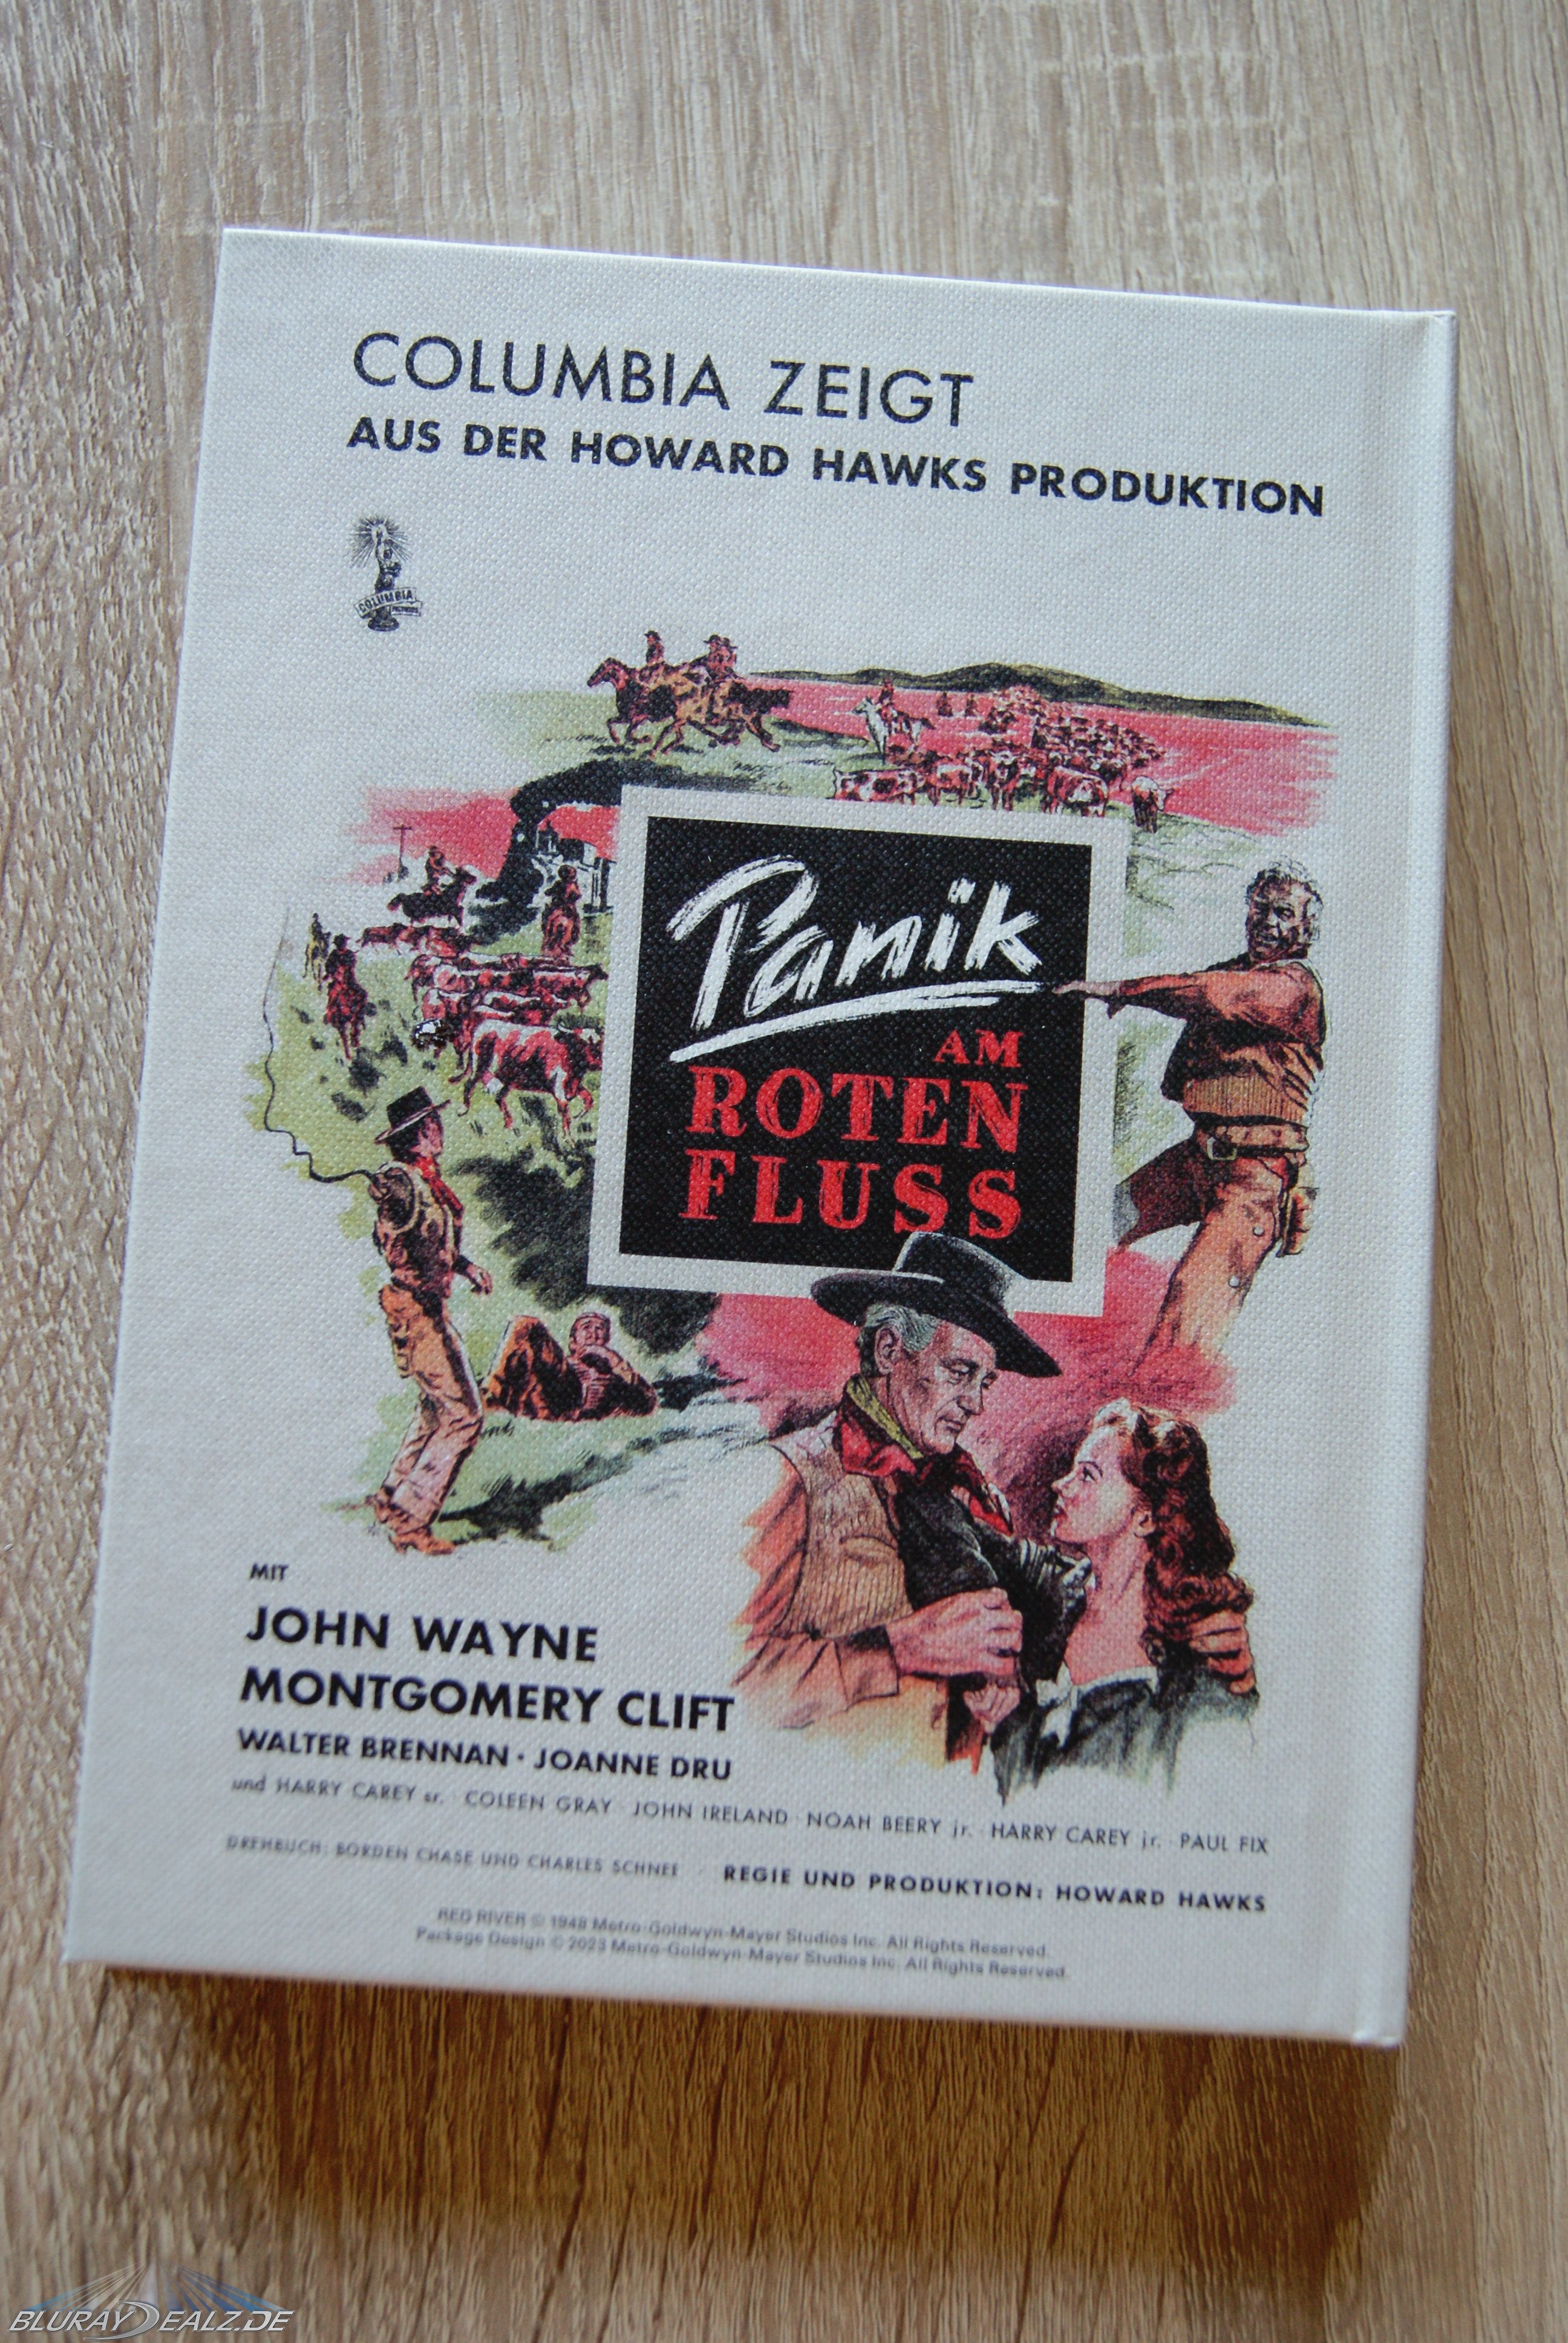 COLUMBIA ZEIGT
AUS DER HOWARD HAWKS PRODUKTION
COLUMBIA
Panik
AM
ROTEN
FLUSS
MIT
JOHN WAYNE
MONTGOMERY CLIFT
WALTER BRENNAN · JOANNE DRU
und HARRY CAREY sr. · COLEEN GRAY · JOHN IRELAND · NOAH BEERY jr. · HARRY CAREY jr. · PAUL FIX
DREHBUCH: BORDEN CHASE UND CHARLES SCHNEE · REGIE UND PRODUKTION: HOWARD HAWKS
RED RIVER © 1948 Metro-Goldwyn-Mayer Studios Inc. All Rights Reserved.
Package Design © 2023 Metro-Goldwyn-Mayer Studios Inc. All Rights Reserved.
BLURAYDEALZ.DE